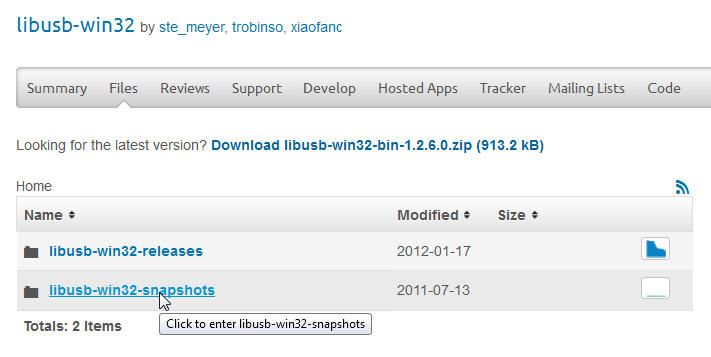 libusb-win32 by ste_meyer, trobinso, xiaofanc
Summary Files Reviews Support Develop Hosted Apps Tracker Mailing Lists Code
Looking for the latest version? Download libusb-win32-bin-1.2.6.0.zip (913.2 kB)
Home
Name Modified Size
libusb-win32-releases 2012-01-17
libusb-win32-snapshots 2011-07-13
Totals: 2 Items
Click to enter libusb-win32-snapshots